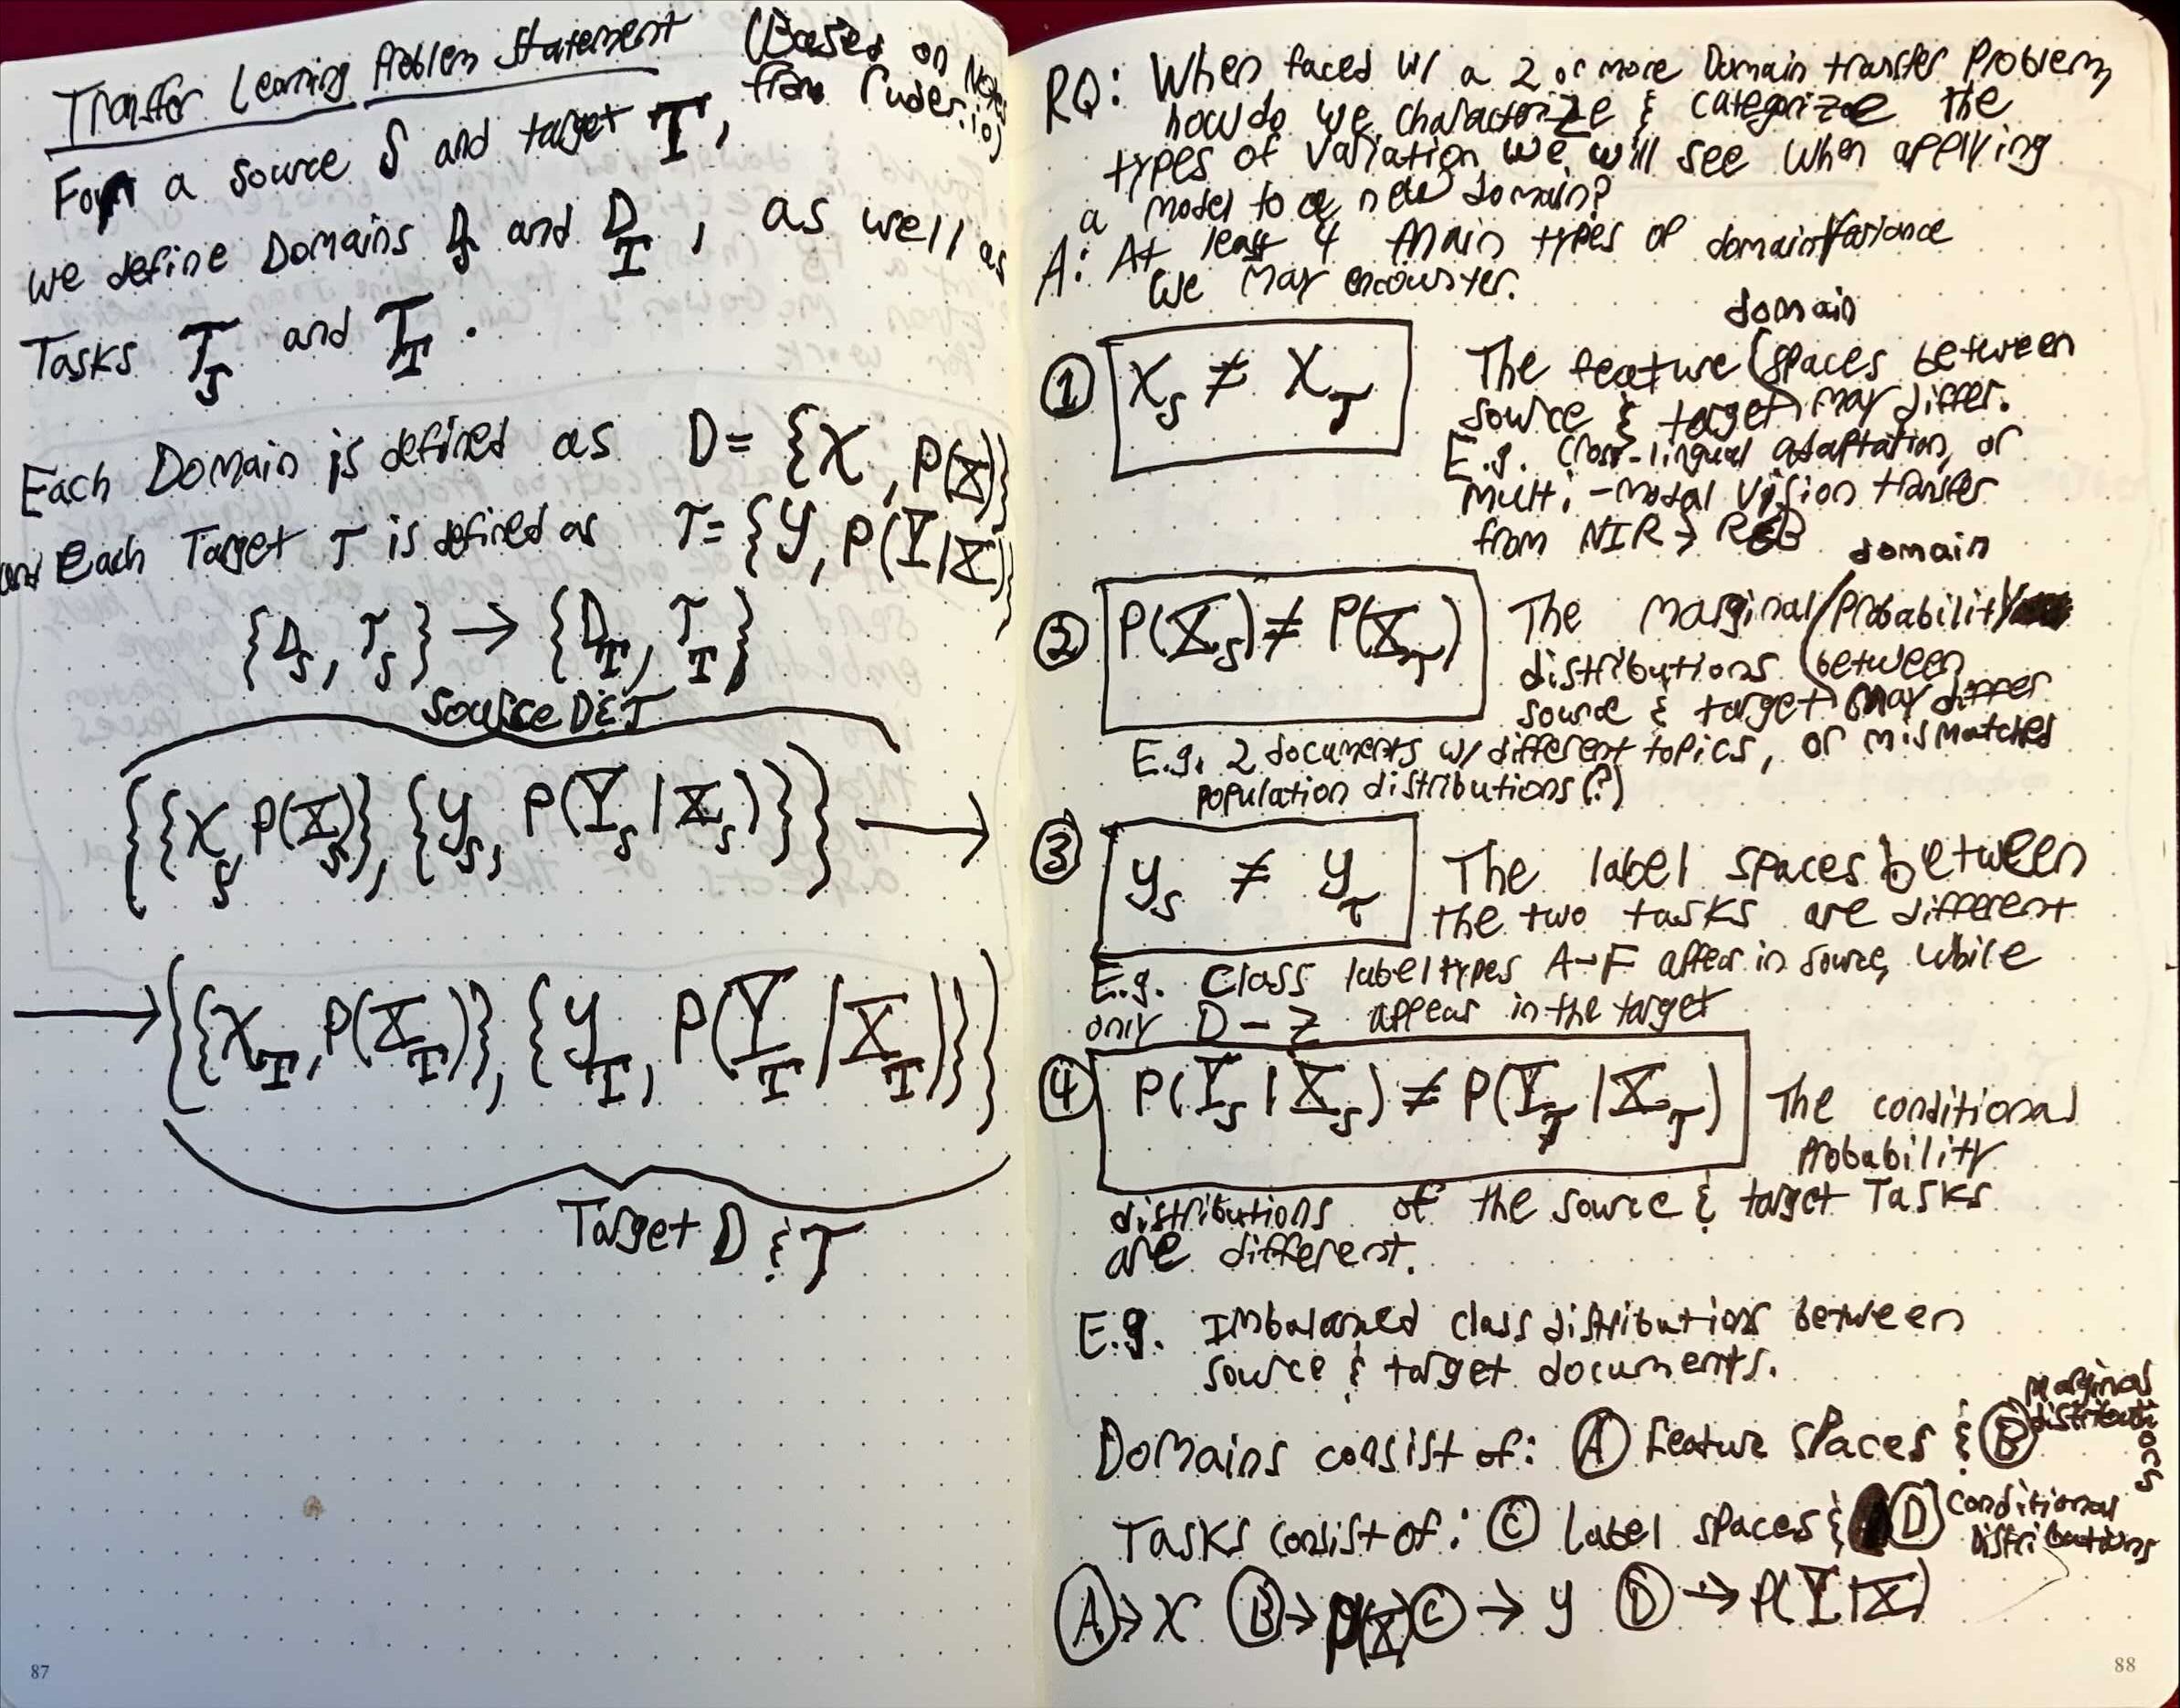 Transfer Learning Problem Statement (Based on Notes
from ruder.io)
For a source S and target T,
we define Domains D_S and D_T, as well as
Tasks T_S and T_T.
Each Domain is defined as D = {X, P(X)}
and each Target T is defined as T = {Y, P(Y|X)}
{D_S, T_S} → {D_T, T_T}
Source D & T
{{X_S, P(X_S)}, {Y_S, P(Y_S|X_S)}} →
→ {{X_T, P(X_T)}, {Y_T, P(Y_T|X_T)}}
Target D & T
87
RQ: When faced w/ a 2 or more Domain transfer Problem,
how do we characterize & categorize the
types of variation we will see when applying
a model to a new domain?
A: At least 4 main types of domain variance
we may encounter.
① X_S ≠ X_T
The feature spaces between
domain
source & target may differ.
E.g. Cross-lingual adaptation, or
multi-modal vision transfer
from NIR → RGB
② P(X_S) ≠ P(X_T)
The marginal probability
domain
distributions between
source & target may differ
E.g. 2 documents w/ different topics, or mismatched
population distributions (?)
③ Y_S ≠ Y_T
The label spaces between
the two tasks are different
E.g. Class label types A-F appear in source, while
only D - Z appear in the target
④ P(Y_S|X_S) ≠ P(Y_T|X_T)
The conditional
probability
distributions of the source & target Tasks
are different.
E.g. Imbalanced class distributions between
source & target documents.
Domains consist of: Ⓐ Feature spaces & Ⓑ marginal
distributions
Tasks consist of: Ⓒ label spaces & Ⓓ conditional
distributions
Ⓐ → X Ⓑ → P(X) Ⓒ → Y Ⓓ → P(Y|X)
88